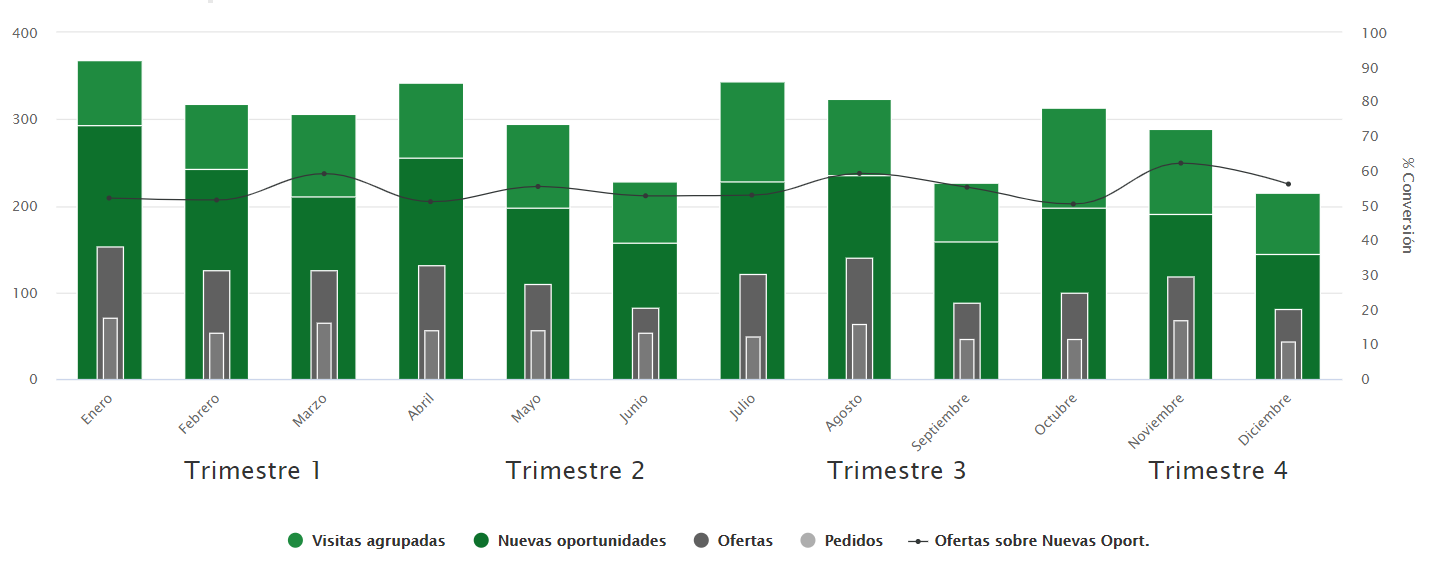 400
300
200
100
0
100
90
80
70
60
50
40
30
20
10
0
% Conversión
Enero
Febrero
Marzo
Abril
Mayo
Junio
Julio
Agosto
Septiembre
Octubre
Noviembre
Diciembre
Trimestre 1
Trimestre 2
Trimestre 3
Trimestre 4
Visitas agrupadas
Nuevas oportunidades
Ofertas
Pedidos
Ofertas sobre Nuevas Oport.